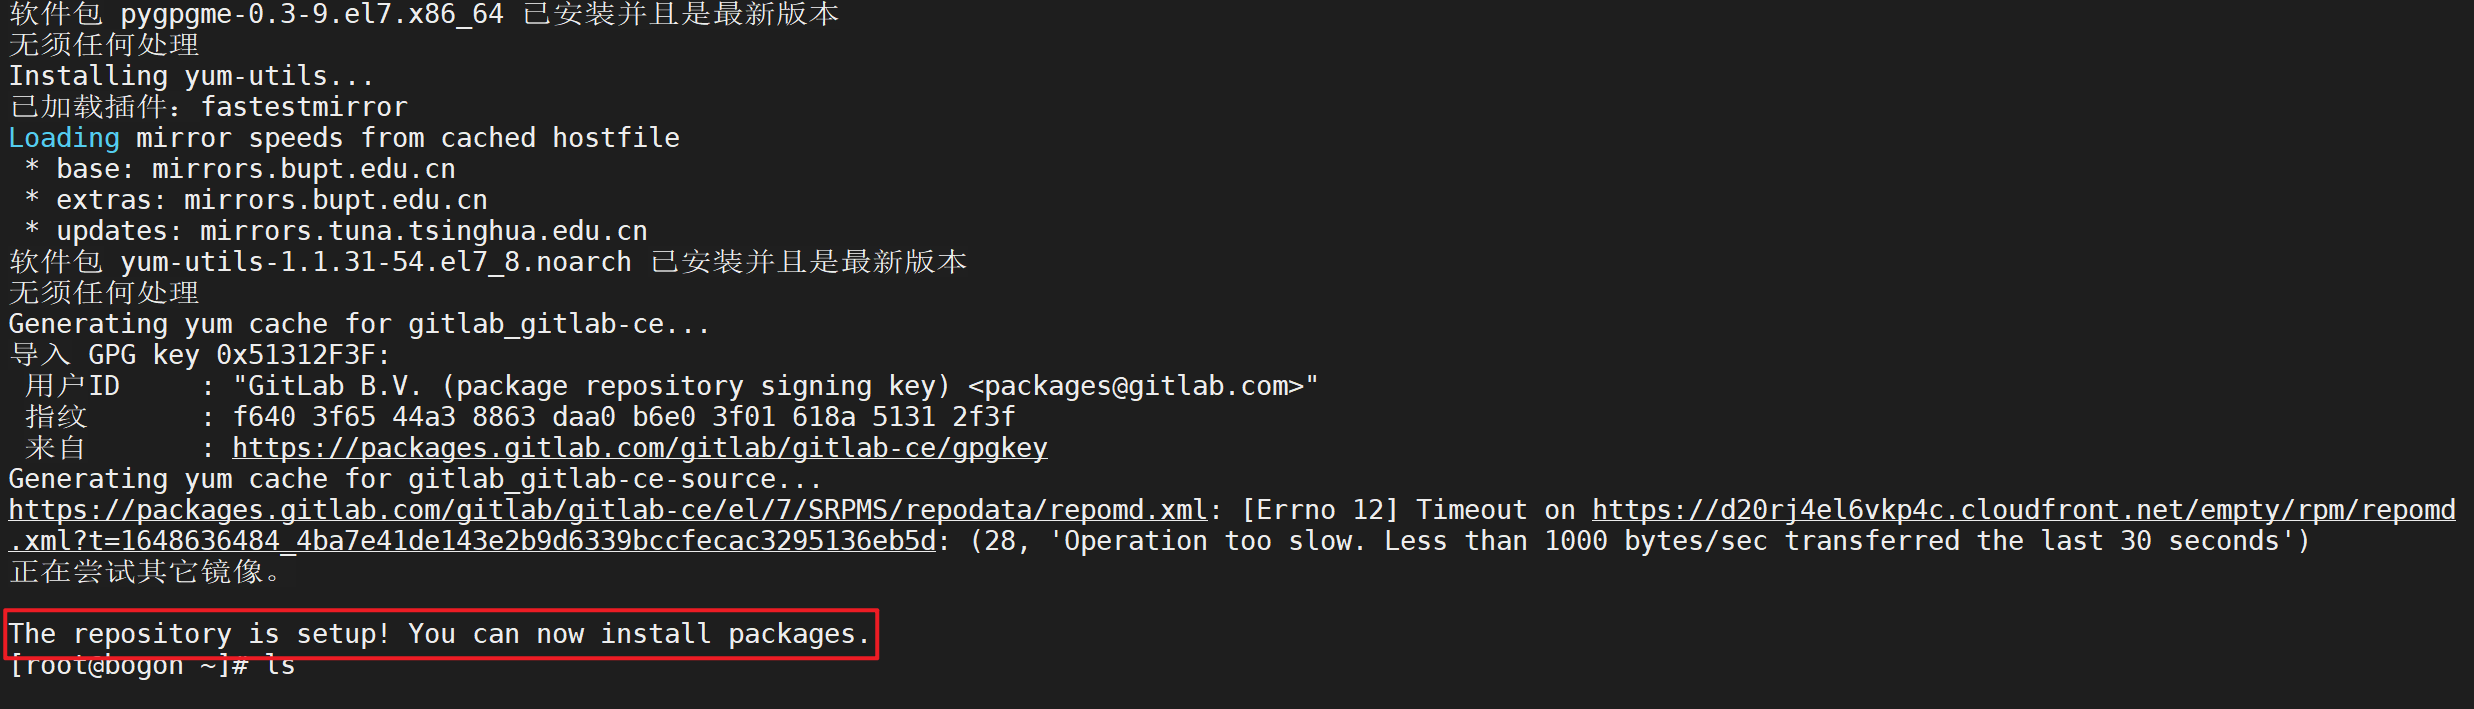 软件包 pygpgme-0.3-9.el7.x86_64 已安装并且是最新版本
无须任何处理
Installing yum-utils...
已加载插件：fastestmirror
Loading mirror speeds from cached hostfile
 * base: mirrors.bupt.edu.cn
 * extras: mirrors.bupt.edu.cn
 * updates: mirrors.tuna.tsinghua.edu.cn
软件包 yum-utils-1.1.31-54.el7_8.noarch 已安装并且是最新版本
无须任何处理
Generating yum cache for gitlab_gitlab-ce...
导入 GPG key 0x51312F3F:
 用户ID     : "GitLab B.V. (package repository signing key) <packages@gitlab.com>"
 指纹       : f640 3f65 44a3 8863 daa0 b6e0 3f01 618a 5131 2f3f
 来自       : https://packages.gitlab.com/gitlab/gitlab-ce/gpgkey
Generating yum cache for gitlab_gitlab-ce-source...
https://packages.gitlab.com/gitlab/gitlab-ce/el/7/SRPMS/repodata/repomd.xml: [Errno 12] Timeout on https://d20rj4el6vkp4c.cloudfront.net/empty/rpm/repomd
.xml?t=1648636484_4ba7e41de143e2b9d6339bccfecac3295136eb5d: (28, 'Operation too slow. Less than 1000 bytes/sec transferred the last 30 seconds')
正在尝试其它镜像。
The repository is setup! You can now install packages.
[root@bogon ~]# ls